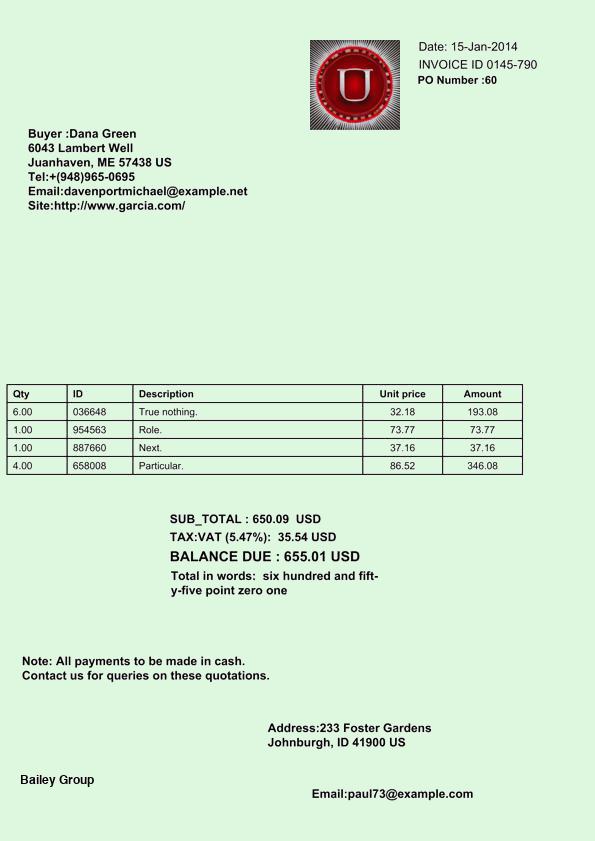 U
Date: 15-Jan-2014
INVOICE ID 0145-790
PO Number :60
Buyer :Dana Green
6043 Lambert Well
Juanhaven, ME 57438 US
Tel:+(948)965-0695
Email:davenportmichael@example.net
Site:http://www.garcia.com/
Qty ID Description Unit price Amount
6.00 036648 True nothing. 32.18 193.08
1.00 954563 Role. 73.77 73.77
1.00 887660 Next. 37.16 37.16
4.00 658008 Particular. 86.52 346.08
SUB_TOTAL : 650.09 USD
TAX:VAT (5.47%): 35.54 USD
BALANCE DUE : 655.01 USD
Total in words: six hundred and fift-
y-five point zero one
Note: All payments to be made in cash.
Contact us for queries on these quotations.
Address:233 Foster Gardens
Johnburgh, ID 41900 US
Bailey Group
Email:paul73@example.com